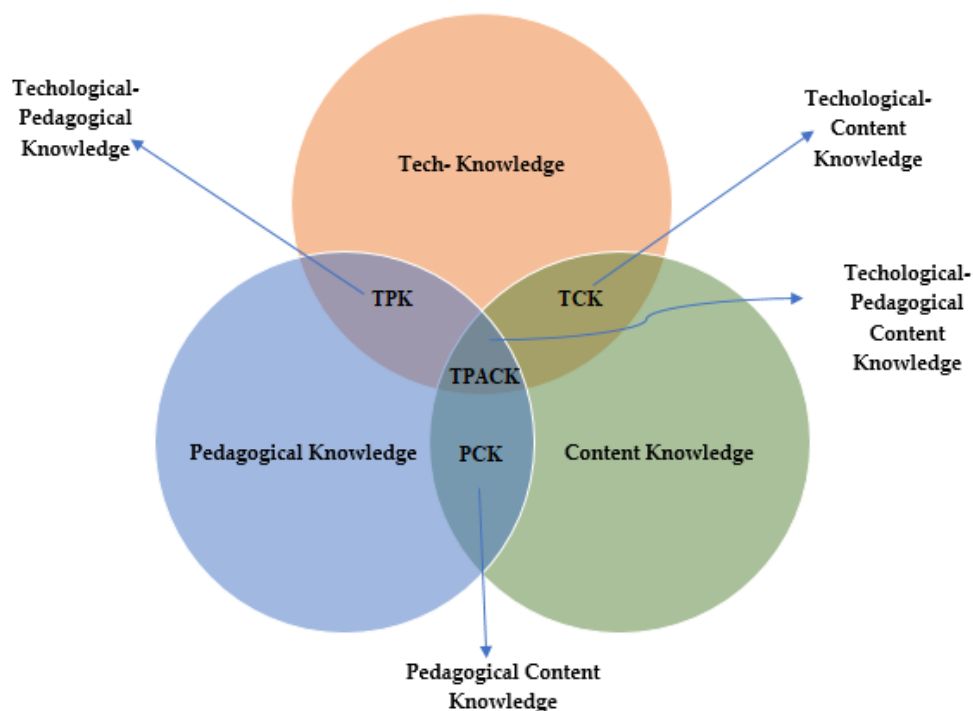 Techological-
Pedagogical
Knowledge
Techological-
Content
Knowledge
Tech- Knowledge
TPK
TCK
Techological-
Pedagogical
Content
Knowledge
TPACK
Pedagogical Knowledge
PCK
Content Knowledge
Pedagogical Content
Knowledge